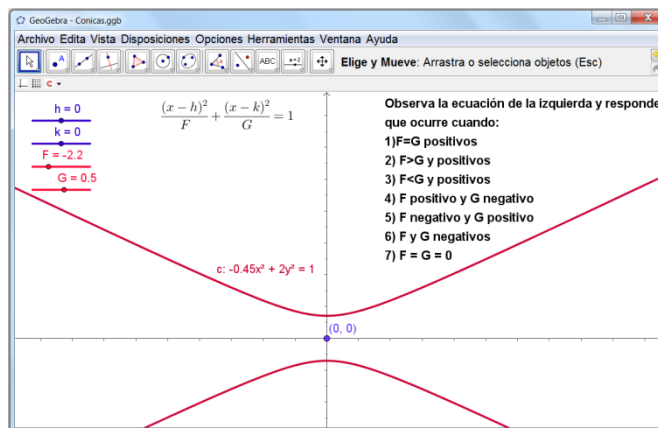 GeoGebra - Conicas.ggb
Archivo Edita Vista Disposiciones Opciones Herramientas Ventana Ayuda
A
ABC
a=2
Elige y Mueve: Arrastra o selecciona objetos (Esc)
h = 0
k = 0
F = -2.2
G = 0.5
(x − h)²/F + (x − k)²/G = 1
Observa la ecuación de la izquierda y responde
que ocurre cuando:
1)F=G positivos
2) F>G y positivos
3) F<G y positivos
4) F positivo y G negativo
5) F negativo y G positivo
6) F y G negativos
7) F = G = 0
c: -0.45x² + 2y² = 1
(0, 0)